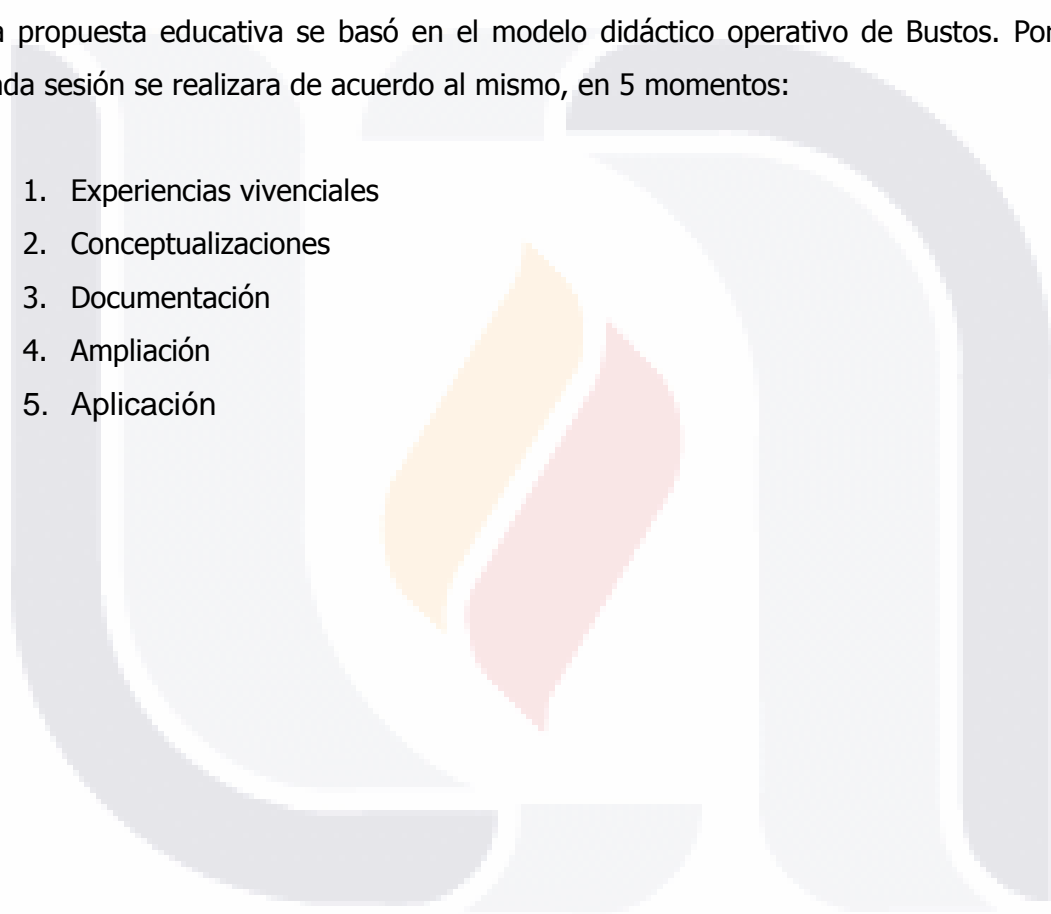 a propuesta educativa se basó en el modelo didáctico operativo de Bustos. Por
ada sesión se realizara de acuerdo al mismo, en 5 momentos:
1. Experiencias vivenciales
2. Conceptualizaciones
3. Documentación
4. Ampliación
5. Aplicación